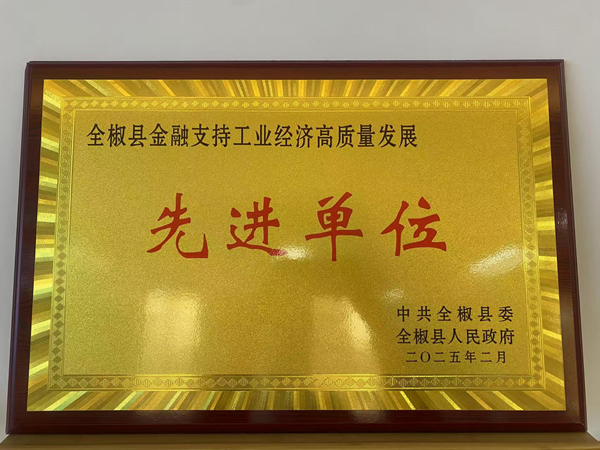 全椒县金融支持工业经济高质量发展
先进单位
中共全椒县委
全椒县人民政府
二〇二五年二月